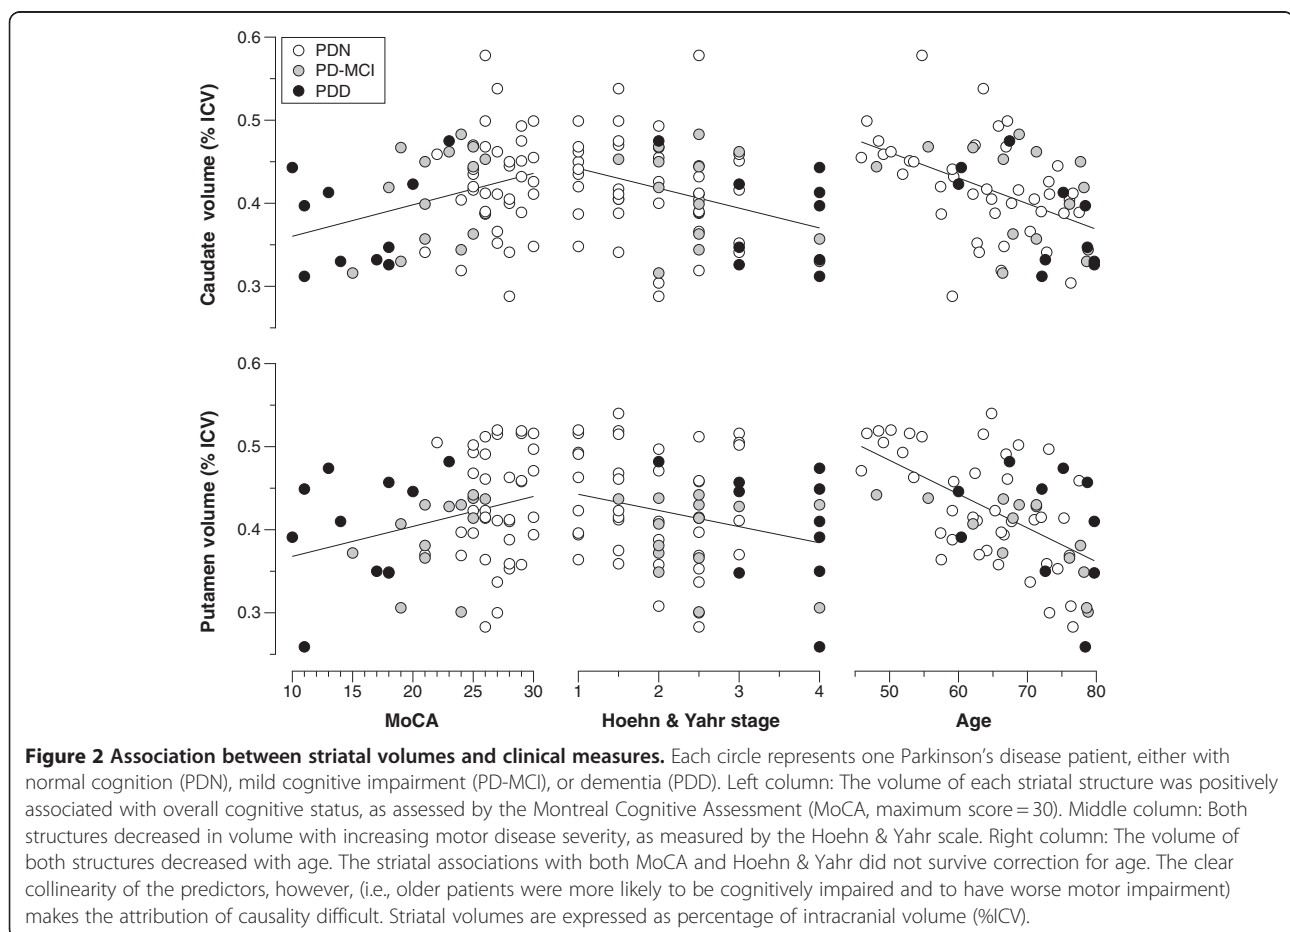 0.6
PDN
PD-MCI
PDD
0.5
0.4
0.3
Caudate volume (% ICV)
0.6
0.5
0.4
0.3
Putamen volume (% ICV)
10 15 20 25 30 1 2 3 4 50 60 70 80
MoCA Hoehn & Yahr stage Age
Figure 2 Association between striatal volumes and clinical measures. Each circle represents one Parkinson's disease patient, either with
normal cognition (PDN), mild cognitive impairment (PD-MCI), or dementia (PDD). Left column: The volume of each striatal structure was positively
associated with overall cognitive status, as assessed by the Montreal Cognitive Assessment (MoCA, maximum score = 30). Middle column: Both
structures decreased in volume with increasing motor disease severity, as measured by the Hoehn & Yahr scale. Right column: The volume of
both structures decreased with age. The striatal associations with both MoCA and Hoehn & Yahr did not survive correction for age. The clear
collinearity of the predictors, however, (i.e., older patients were more likely to be cognitively impaired and to have worse motor impairment)
makes the attribution of causality difficult. Striatal volumes are expressed as percentage of intracranial volume (%ICV).